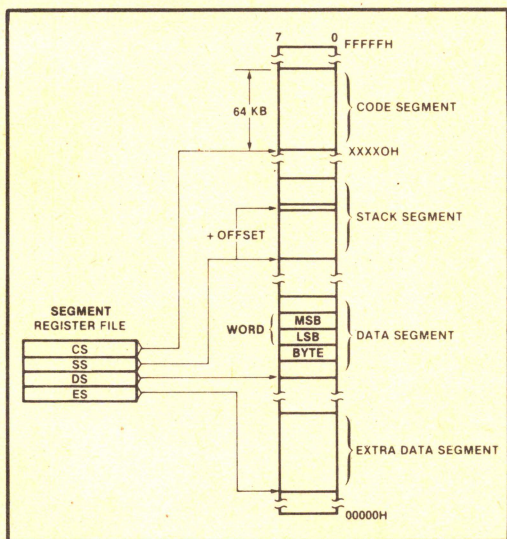 7 0 FFFFFH
64 KB
CODE SEGMENT
XXXXOH
STACK SEGMENT
+ OFFSET
SEGMENT
REGISTER FILE
CS
SS
DS
ES
WORD
MSB
LSB
BYTE
DATA SEGMENT
EXTRA DATA SEGMENT
00000H